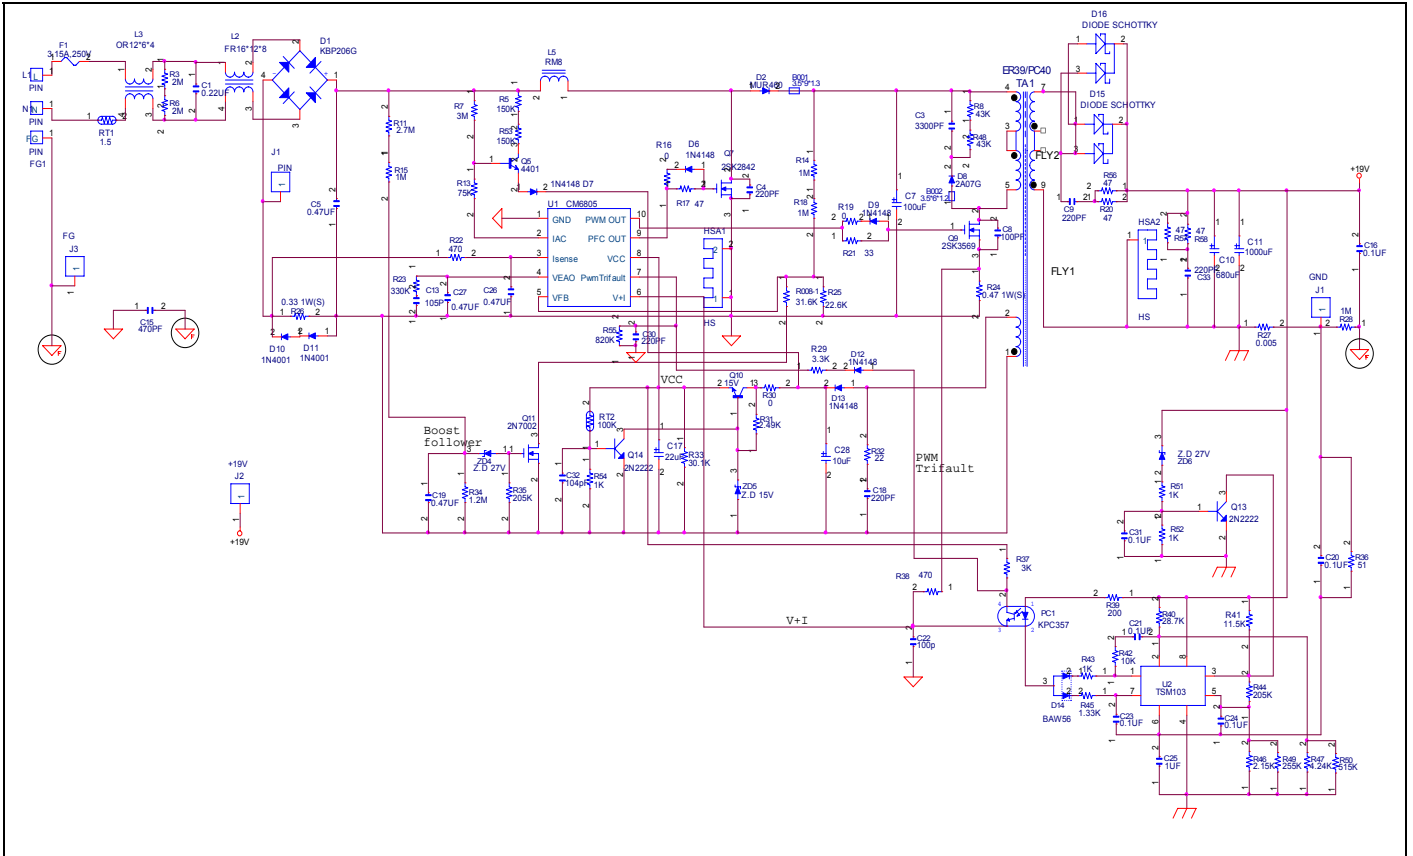 F1
3.15A,250V
L1 L
PIN
N N
PIN
FG
PIN
FG1
L3
OR12*6*4
R3
2M
R6
2M
RT1
1.5
C1
0.22UF
L2
FR16*12*8
D1
KBP206G
J1
PIN
1
C5
0.47UF
FG
J3
1
C15
470PF
F
F
0.33 1W(S)
R26
D10
1N4001
D11
1N4001
R11
2.7M
R15
1M
R7
3M
R13
75K
R5
150K
R53
150K
Q5
4401
L5
RM8
1N4148 D7
U1 CM6805
GND
IAC
Isense
VEAO
VFB
PWM OUT
PFC OUT
VCC
PwmTrifault
V+I
1
2
3
4
5
10
9
8
7
6
R22
470
R23
330K
C13
105P
C27
0.47UF
C26
0.47UF
R16
0
D6
1N4148
R17 47
Q7
2SK2842
C4
220PF
HSA1
HS
D2
MUR460
B001
3.5*9*1.3
R14
1M
R18
1M
C7
100uF
R19
0
D9
1N4148
R21 33
R008-1
31.6K
R25
22.6K
R55
820K
C30
220PF
C3
3300PF
R8
43K
R48
43K
D8
2A07G
B002
3.5*6*1.2
Q9
2SK3569
C8
100PF
R24
0.47 1W(S)
ER39/PC40
TA1
FLY2
FLY1
D16
DIODE SCHOTTKY
D15
DIODE SCHOTTKY
C9
220PF
R56
47
R20
47
HSA2
HS
47
R57
47
R58
220PF
C33
C10
680uF
C11
1000uF
+19V
C16
0.1UF
GND
J1
1
1M
R28
R27
0.005
F
R29
3.3K
D12
1N4148
VCC
Q10
15V
R30
0
D13
1N4148
R31
2.49K
Boost
follower
Q11
2N7002
RT2
100K
Q14
2N2222
C17
22uF
R33
30.1K
C28
10uF
R32
22
C18
220PF
PWM
Trifault
ZD4
Z.D 27V
C19
0.47UF
R34
1.2M
R35
205K
C32
104pF
R54
1K
ZD5
Z.D 15V
+19V
J2
1
+19V
Z.D 27V
ZD6
R51
1K
R52
1K
C31
0.1UF
Q13
2N2222
R37
3K
R38 470
V+I
C22
100p
PC1
KPC357
R39
200
R40
28.7K
R41
11.5K
C20
0.1UF
R36
51
C21
0.1UF
R42
10K
R43
1K
U2
TSM103
D14
BAW56
R45
1.33K
C23
0.1UF
C24
0.1UF
R44
205K
C25
1UF
R46
2.15K
R49
255K
R47
4.24K
R50
515K